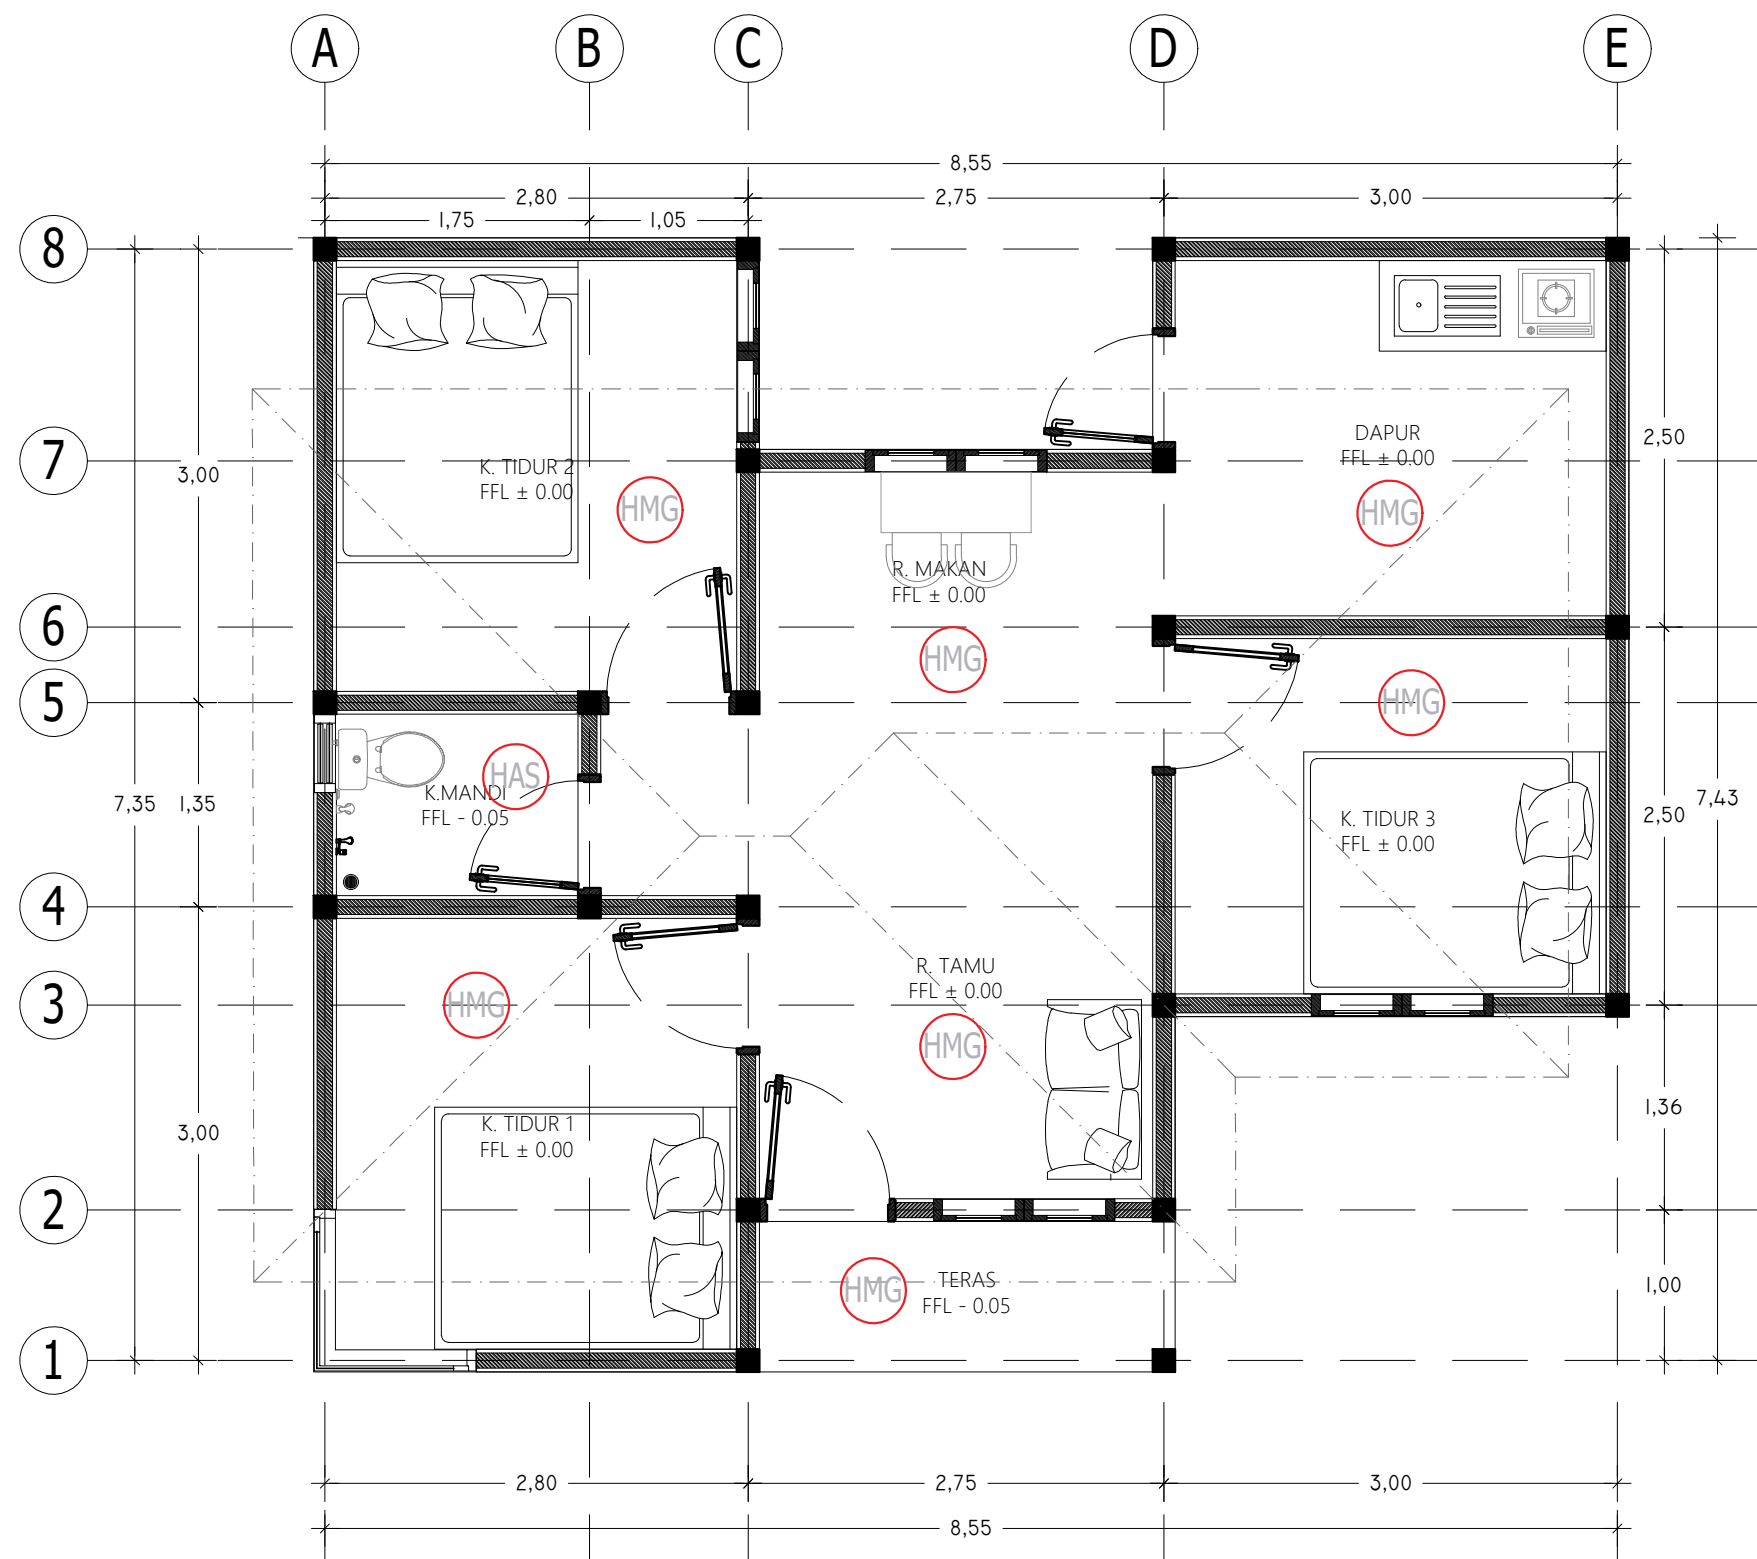 A B C D E
8,55
2,80 2,75 3,00
1,75 1,05
8
7
6
5
4
3
2
1
3,00
7,35 1,35
3,00
2,50
2,50 7,43
1,36
1,00
K. TIDUR 2
FFL ± 0.00
HMG
DAPUR
FFL ± 0.00
HMG
R. MAKAN
FFL ± 0.00
HMG
HMG
K. TIDUR 3
FFL ± 0.00
HAS
K.MANDI
FFL - 0.05
R. TAMU
FFL ± 0.00
HMG
HMG
K. TIDUR 1
FFL ± 0.00
HMG
TERAS
FFL - 0.05
2,80 2,75 3,00
8,55